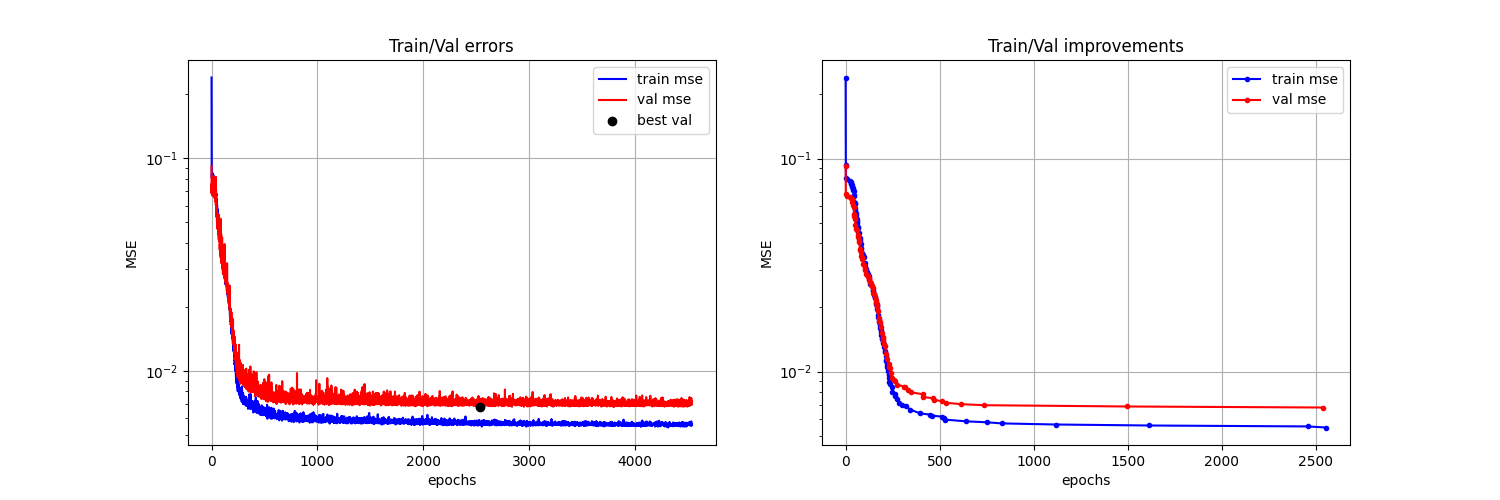 Train/Val errors
MSE
10⁻¹
10⁻²
0 1000 2000 3000 4000
epochs
train mse
val mse
best val
Train/Val improvements
MSE
10⁻¹
10⁻²
0 500 1000 1500 2000 2500
epochs
train mse
val mse